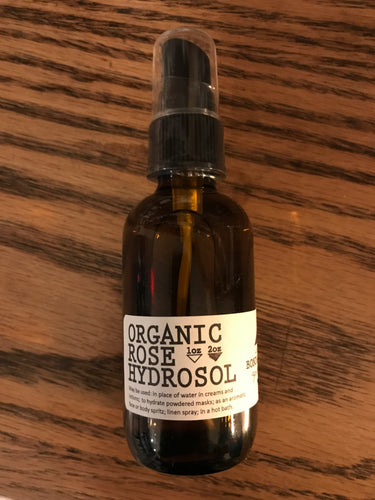 ORGANIC
ROSE 1oz 2oz
HYDROSOL
May be used: in place of water in creams and
lotions; to hydrate powdered masks; as an aromatic
face or body spritz; linen spray; in a hot bath.